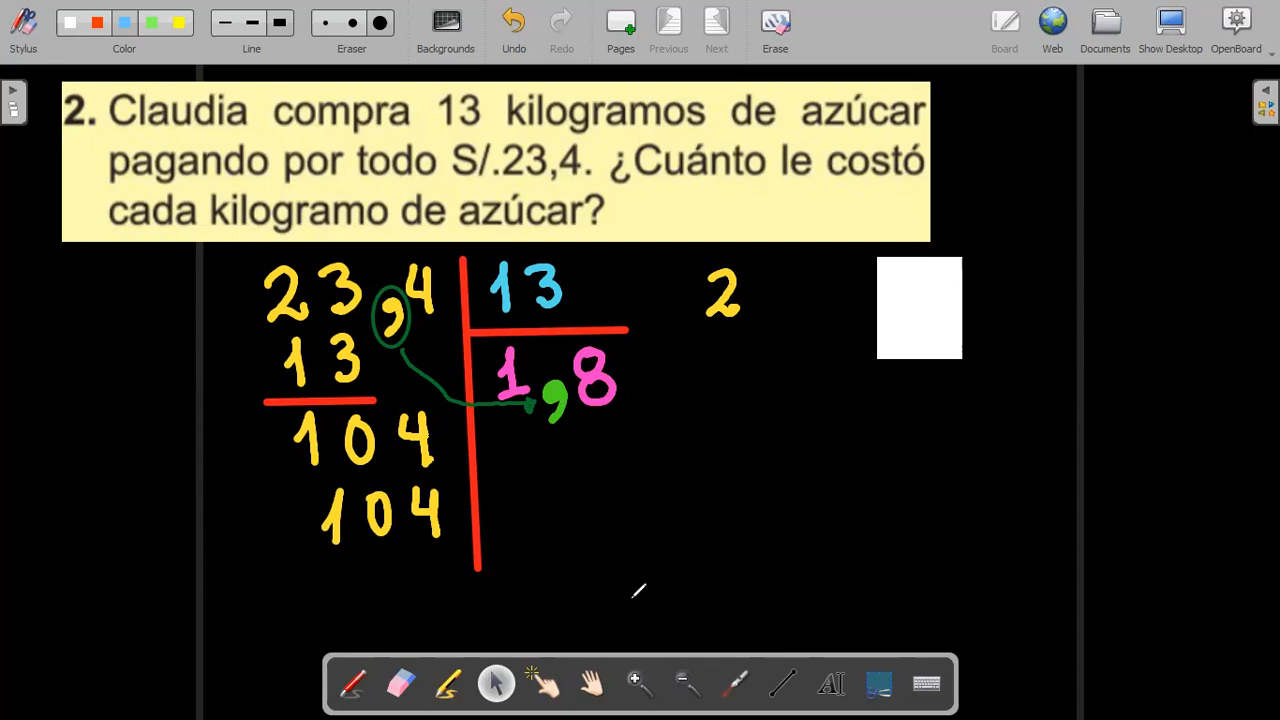 Stylus Color Line Eraser Backgrounds Undo Redo Pages Previous Next Erase Board Web Documents Show Desktop OpenBoard
2. Claudia compra 13 kilogramos de azúcar
pagando por todo S/.23,4. ¿Cuánto le costó
cada kilogramo de azúcar?
23,4 13 2
13 1,8
104
104